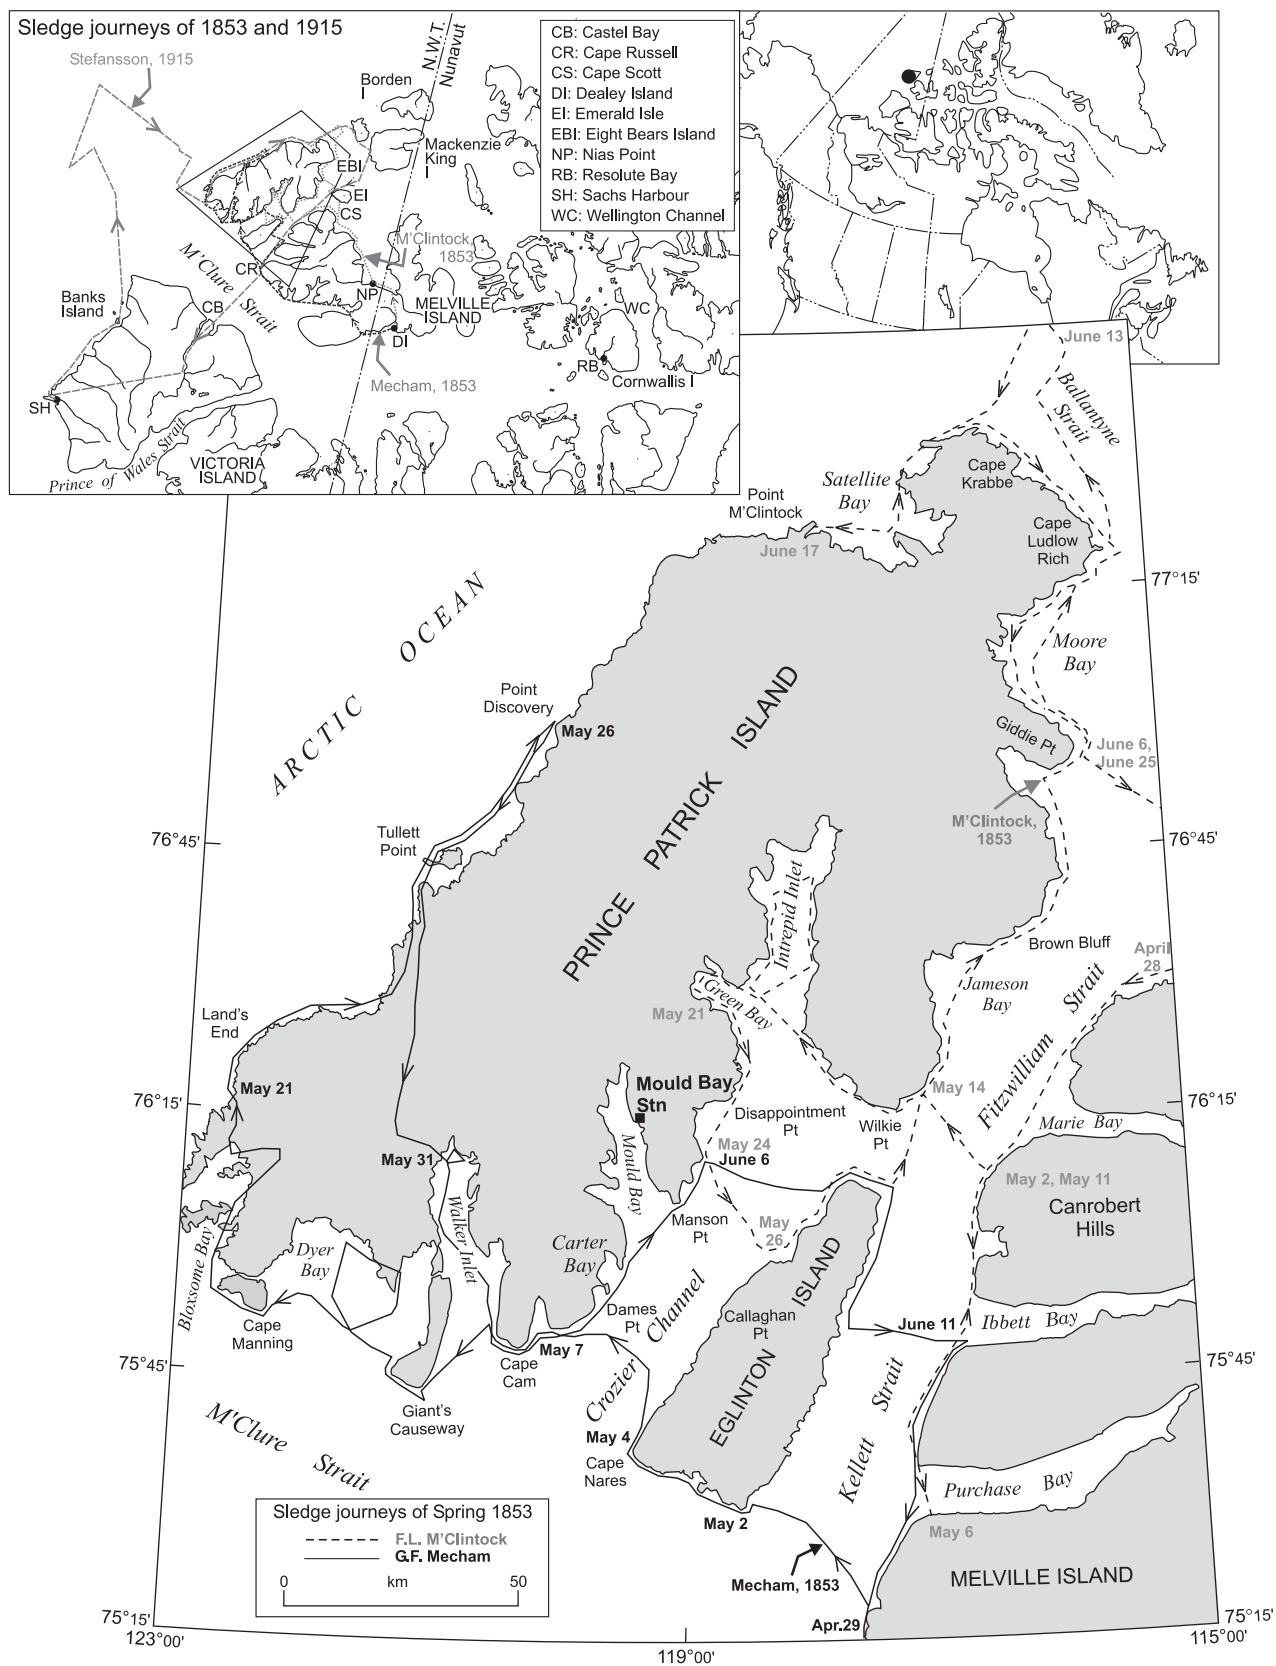 Sledge journeys of 1853 and 1915
Stefansson, 1915
N.W.T.
Nunavut
Borden
I
Mackenzie
King
I
EBI
EI
CS
M'Clintock,
1853
M'Clure
Strait
CR
NP
MELVILLE
ISLAND
WC
Banks
Island
CB
DI
RB
Cornwallis I
Mecham, 1853
SH
Prince of Wales Strait
VICTORIA
ISLAND
CB: Castel Bay
CR: Cape Russell
CS: Cape Scott
DI: Dealey Island
EI: Emerald Isle
EBI: Eight Bears Island
NP: Nias Point
RB: Resolute Bay
SH: Sachs Harbour
WC: Wellington Channel
June 13
Ballantyne
Strait
Cape
Krabbe
Satellite
Bay
Point
M'Clintock
June 17
Cape
Ludlow
Rich
77°15'
ARCTIC OCEAN
Moore
Bay
Point
Discovery
May 26
Giddie Pt
June 6,
June 25
M'Clintock,
1853
PRINCE PATRICK ISLAND
76°45'
76°45'
Tullett
Point
Intrepid Inlet
Brown Bluff
April
28
Jameson
Bay
Green Bay
May 21
Land's
End
Fitzwilliam Strait
May 21
Mould Bay
Stn
May 14
76°15'
76°15'
Disappointment
Pt
Wilkie
Pt
Marie Bay
May 31
May 24
June 6
Mould Bay
May 2, May 11
Canrobert
Hills
Walker Inlet
Manson
Pt
May
26
Bloxsome Bay
Dyer
Bay
Carter
Bay
EGLINTON ISLAND
Callaghan
Pt
Crozier Channel
Cape
Manning
Dames
Pt
June 11
Ibbett Bay
May 7
Cape
Cam
75°45'
75°45'
Giant's
Causeway
Kellett Strait
M'Clure Strait
May 4
Cape
Nares
Purchase Bay
May 2
May 6
Sledge journeys of Spring 1853
F.L. M'Clintock
G.F. Mecham
0 km 50
Mecham, 1853
MELVILLE ISLAND
Apr.29
75°15'
75°15'
123°00'
119°00'
115°00'